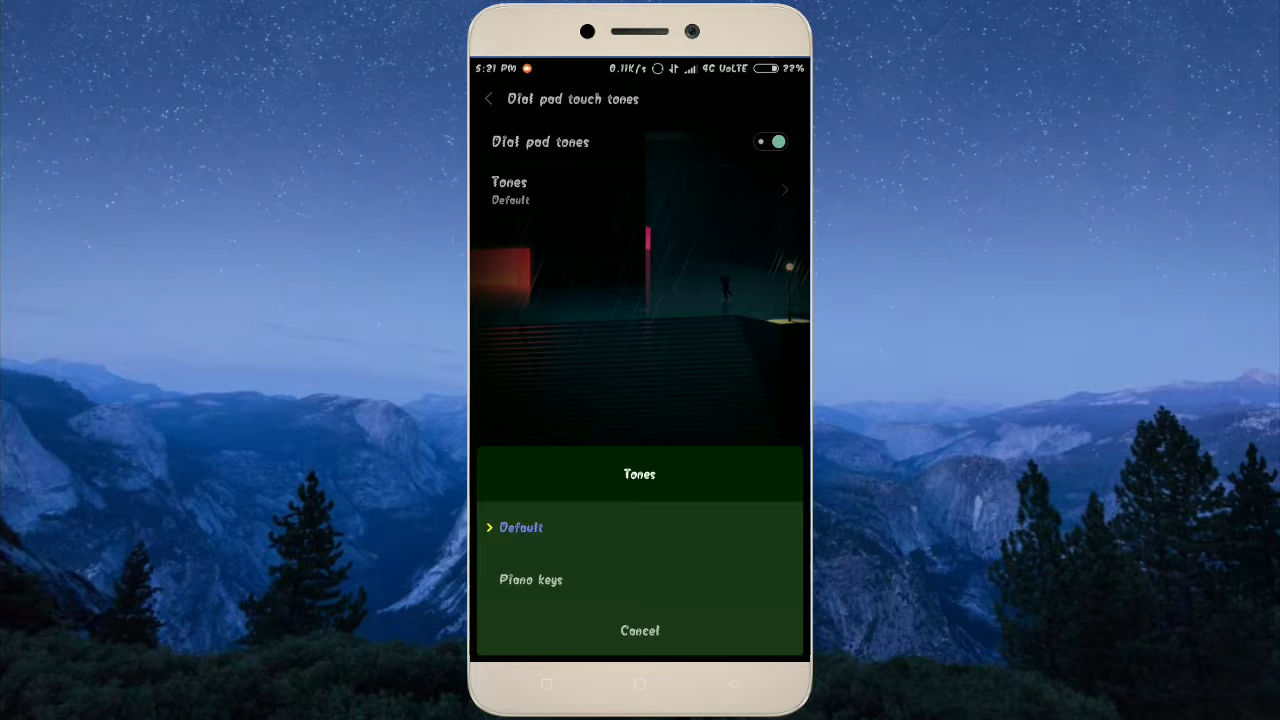 5:21 PM 0.11K/s 4G VoLTE 22%
Dial pad touch tones
Dial pad tones
Tones
Default
Tones
Default
Piano keys
Cancel